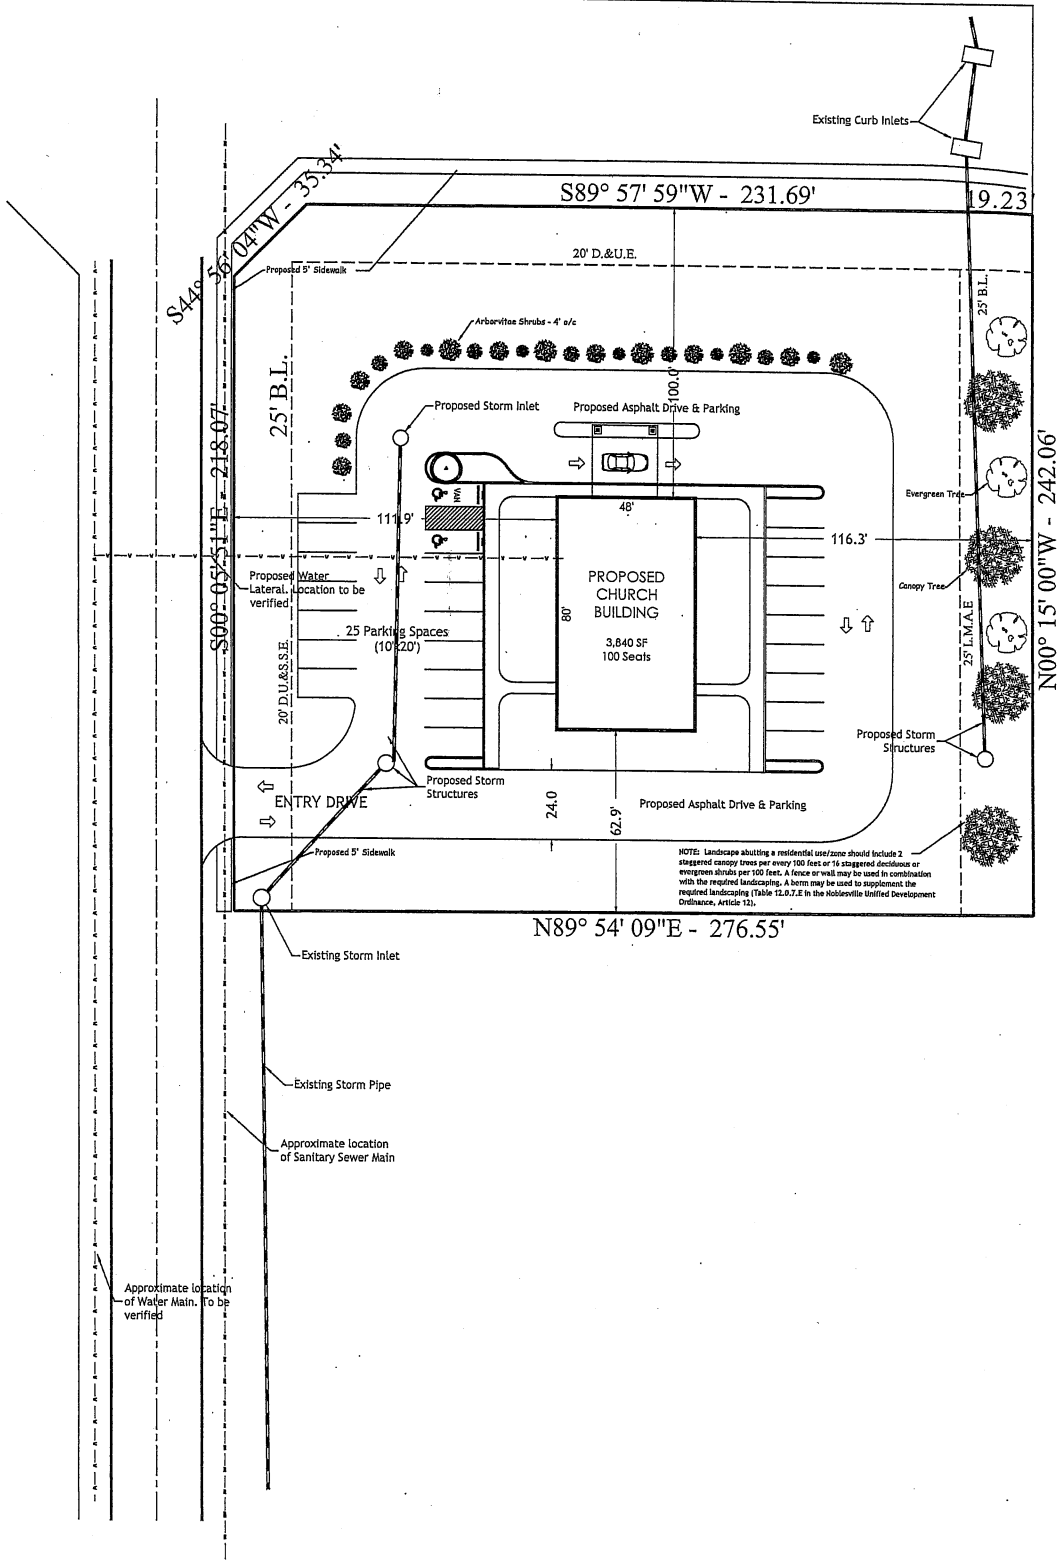 Existing Curb Inlets
S44° 56' 04"W - 35.34'
S89° 57' 59"W - 231.69'
19.23
20' D.&U.E.
Proposed 5' Sidewalk
25' B.L.
25' B.L.
Arborvitae Shrubs - 4' o/c
100.0'
Proposed Storm Inlet
Proposed Asphalt Drive & Parking
S00° 05' 51"E - 218.07'
N00° 15' 00"W - 242.06'
VAN
Evergreen Tree
48'
111.9'
116.3'
Proposed Water
Lateral. Location to be
verified
PROPOSED
CHURCH
BUILDING
3,840 SF
100 Seats
80'
Canopy Tree
25 Parking Spaces
(10'x20')
20' D.U.&S.S.E.
25' L.M.A.E
Proposed Storm
Structures
Proposed Storm
Structures
ENTRY DRIVE
24.0
62.9'
Proposed Asphalt Drive & Parking
Proposed 5' Sidewalk
NOTE: Landscape abutting a residential use/zone should include 2
staggered canopy trees per every 100 feet or 16 staggered deciduous or
evergreen shrubs per 100 feet. A fence or wall may be used in combination
with the required landscaping. A berm may be used to supplement the
required landscaping (Table 12.0.7.E in the Noblesville Unified Development
Ordinance, Article 12).
N89° 54' 09"E - 276.55'
Existing Storm Inlet
Existing Storm Pipe
Approximate location
of Sanitary Sewer Main
Approximate location
of Water Main. To be
verified